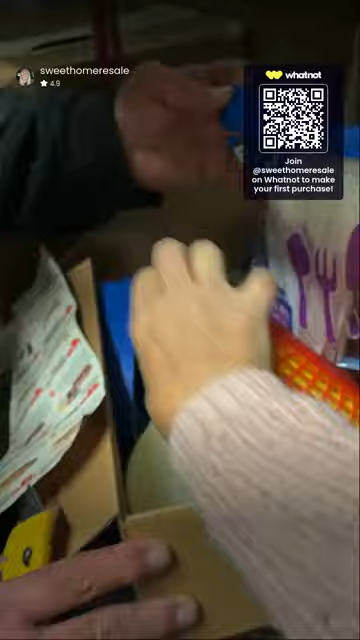 sweethomeresale
4.9
whatnot
Join
@sweethomeresale
on Whatnot to make
your first purchase!